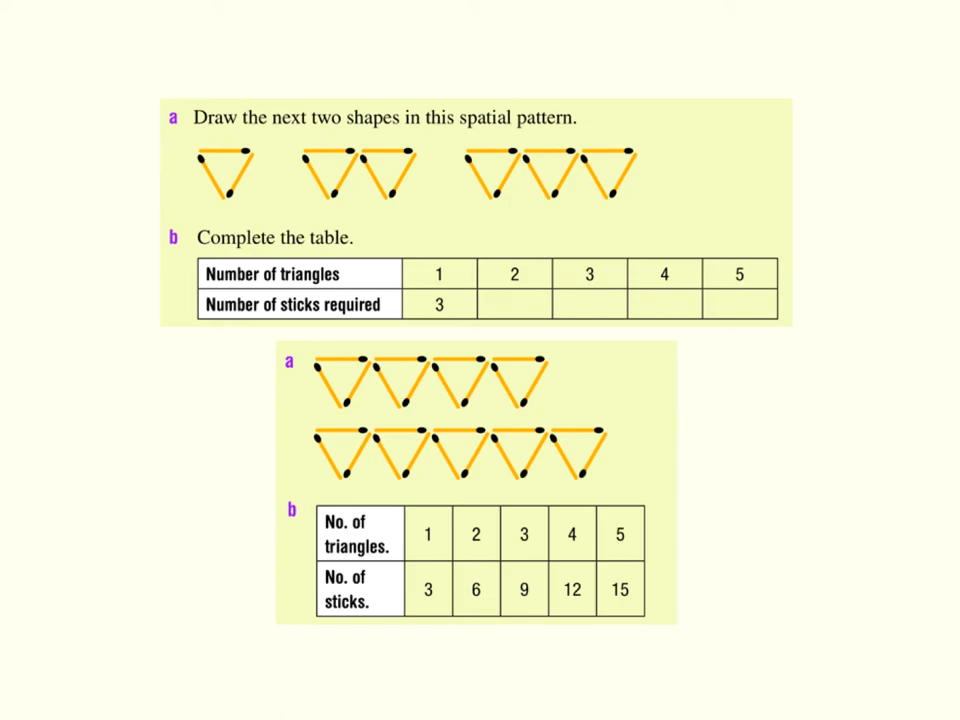 a Draw the next two shapes in this spatial pattern.
b Complete the table.
Number of triangles 1 2 3 4 5
Number of sticks required 3
a
b
No. of
triangles. 1 2 3 4 5
No. of
sticks. 3 6 9 12 15